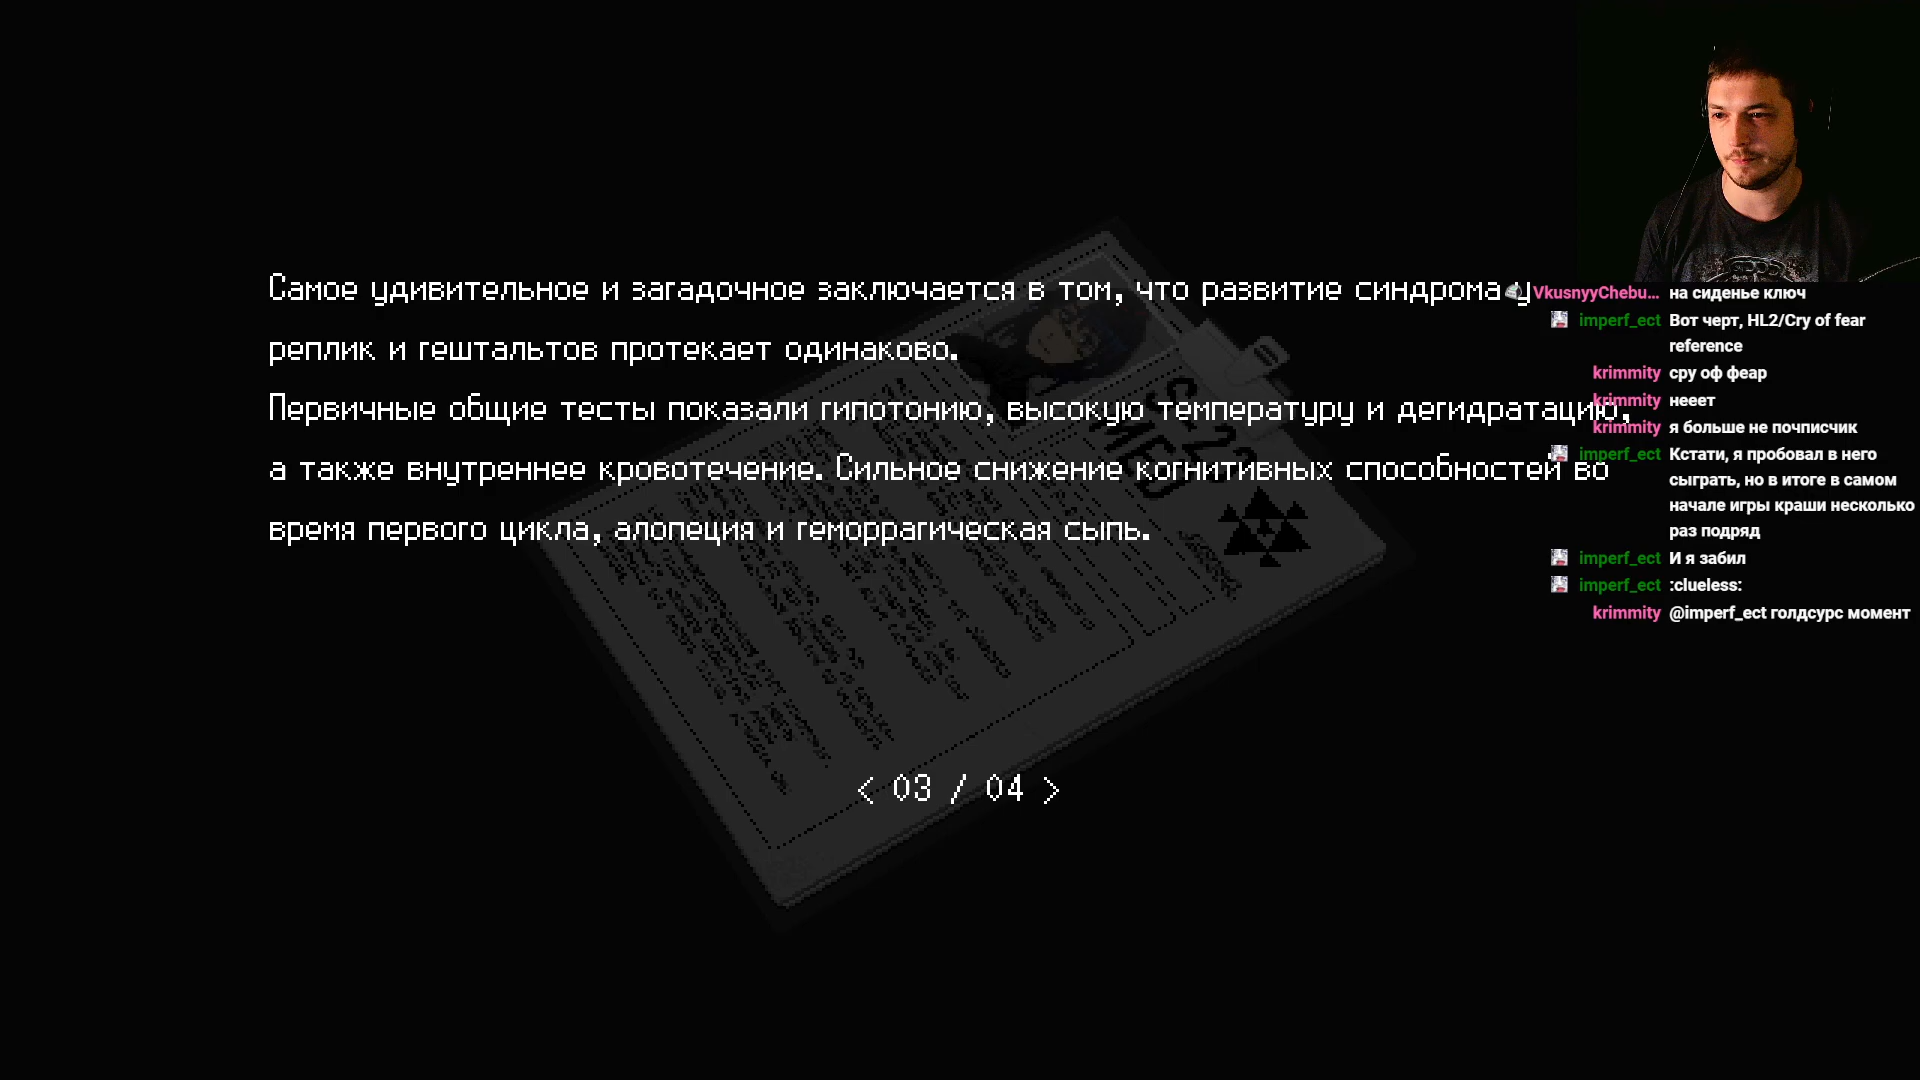 Самое удивительное и загадочное заключается в том, что развитие синдрома у
реплик и гештальтов протекает одинаково.
Первичные общие тесты показали гипотонию, высокую температуру и дегидратацию,
а также внутреннее кровотечение. Сильное снижение когнитивных способностей во
время первого цикла, алопеция и геморрагическая сыпь.
< 03 / 04 >
VkusnyyChebu... на сиденье ключ
imperf_ect Вот черт, HL2/Cry of fear
reference
krimmity сру оф феар
krimmity нееет
krimmity я больше не почписчик
imperf_ect Кстати, я пробовал в него
сыграть, но в итоге в самом
начале игры краши несколько
раз подряд
imperf_ect И я забил
imperf_ect :clueless:
krimmity @imperf_ect голдсурс момент